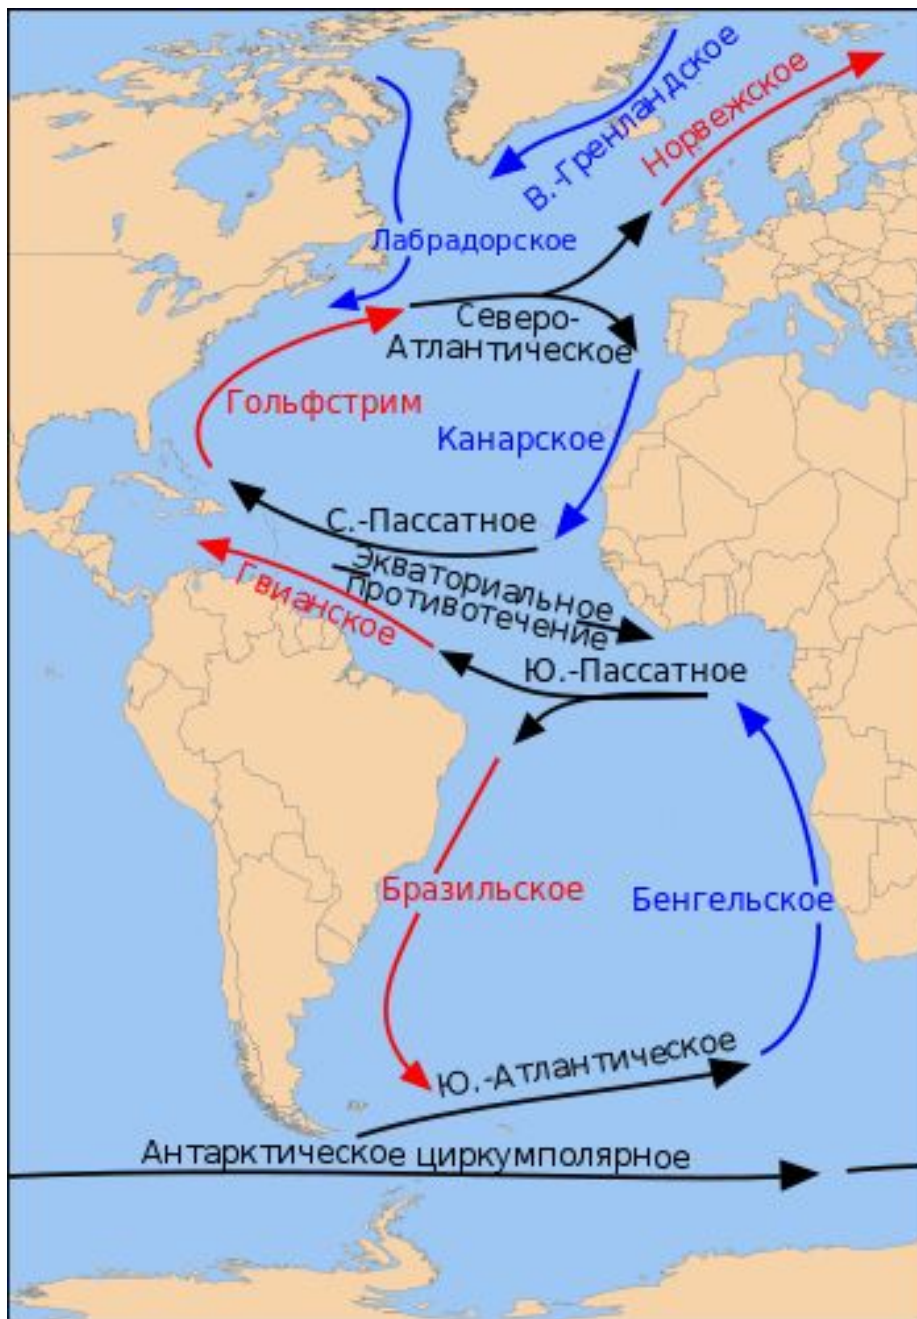 В.-Гренландское
Норвежское
Лабрадорское
Северо-
Атлантическое
Гольфстрим
Канарское
С.-Пассатное
Экваториальное
противотечение
Гвианское
Ю.-Пассатное
Бразильское
Бенгельское
Ю.-Атлантическое
Антарктическое циркумполярное